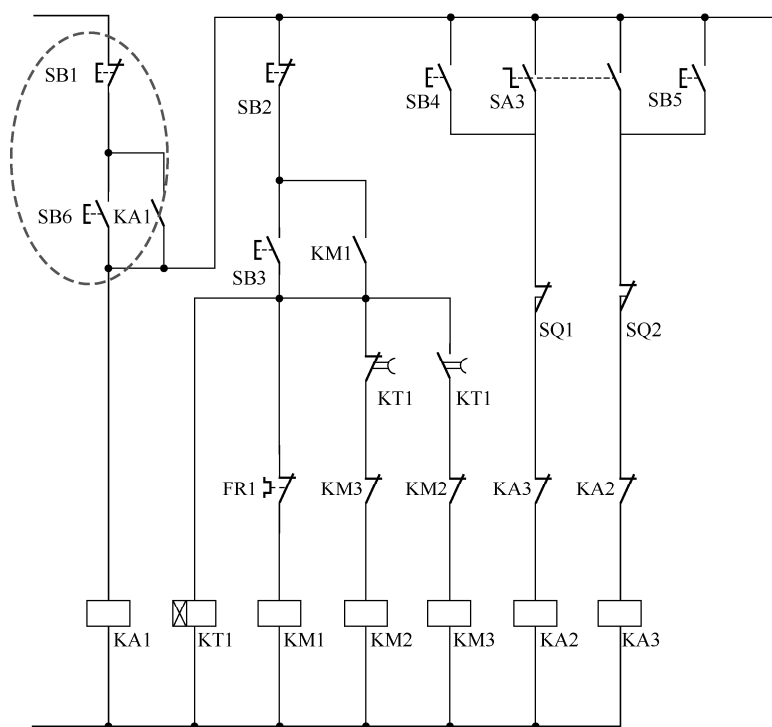 SB1
SB2
SB4
SA3
SB5
SB6
KA1
SB3
KM1
SQ1
SQ2
KT1
KT1
FR1
KM3
KM2
KA3
KA2
KA1
KT1
KM1
KM2
KM3
KA2
KA3